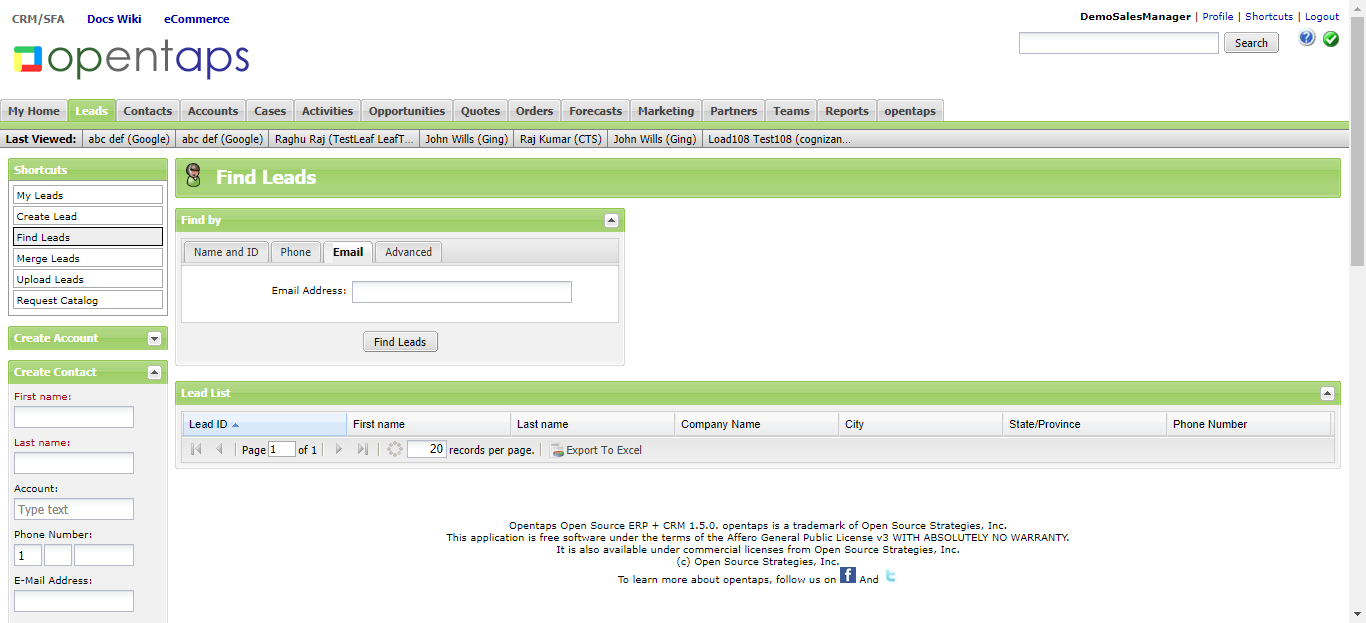 CRM/SFA Docs Wiki eCommerce
DemoSalesManager | Profile | Shortcuts | Logout
opentaps
Search
My Home Leads Contacts Accounts Cases Activities Opportunities Quotes Orders Forecasts Marketing Partners Teams Reports opentaps
Last Viewed: abc def (Google) abc def (Google) Raghu Raj (TestLeaf LeafT... John Wills (Ging) Raj Kumar (CTS) John Wills (Ging) Load108 Test108 (cognizan...
Shortcuts
My Leads
Create Lead
Find Leads
Merge Leads
Upload Leads
Request Catalog
Create Account
Create Contact
First name:
Last name:
Account:
Type text
Phone Number:
1
E-Mail Address:
Find Leads
Find by
Name and ID Phone Email Advanced
Email Address:
Find Leads
Lead List
Lead ID First name Last name Company Name City State/Province Phone Number
Page 1 of 1 20 records per page. Export To Excel
Opentaps Open Source ERP + CRM 1.5.0. opentaps is a trademark of Open Source Strategies, Inc.
This application is free software under the terms of the Affero General Public License v3 WITH ABSOLUTELY NO WARRANTY.
It is also available under commercial licenses from Open Source Strategies, Inc.
(c) Open Source Strategies, Inc.
To learn more about opentaps, follow us on f And t